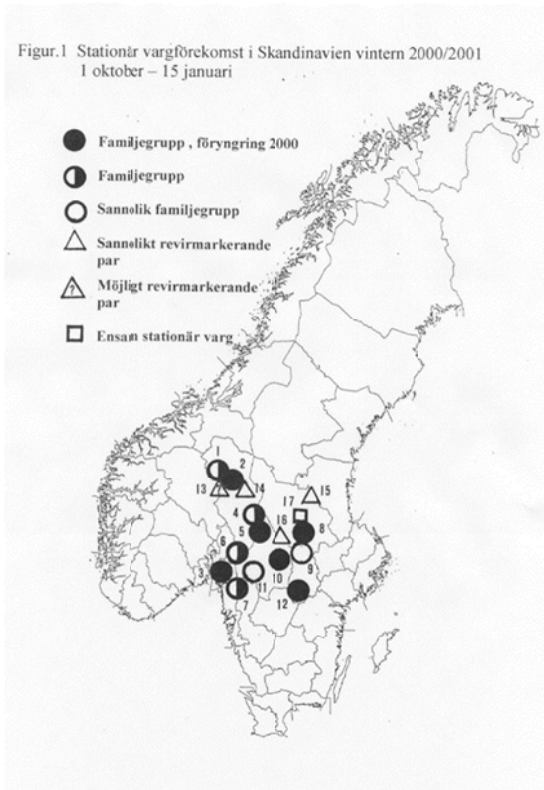 Figur.1 Stationär vargförekomst i Skandinavien vintern 2000/2001
1 oktober – 15 januari
Familjegrupp , föryngring 2000
Familjegrupp
Sannolik familjegrupp
Sannolikt revirmarkerande
par
?
Möjligt revirmarkerande
par
Ensam stationär varg
1
2
13
?
14
15
17
4
16
5
8
6
3
9
10
11
7
12